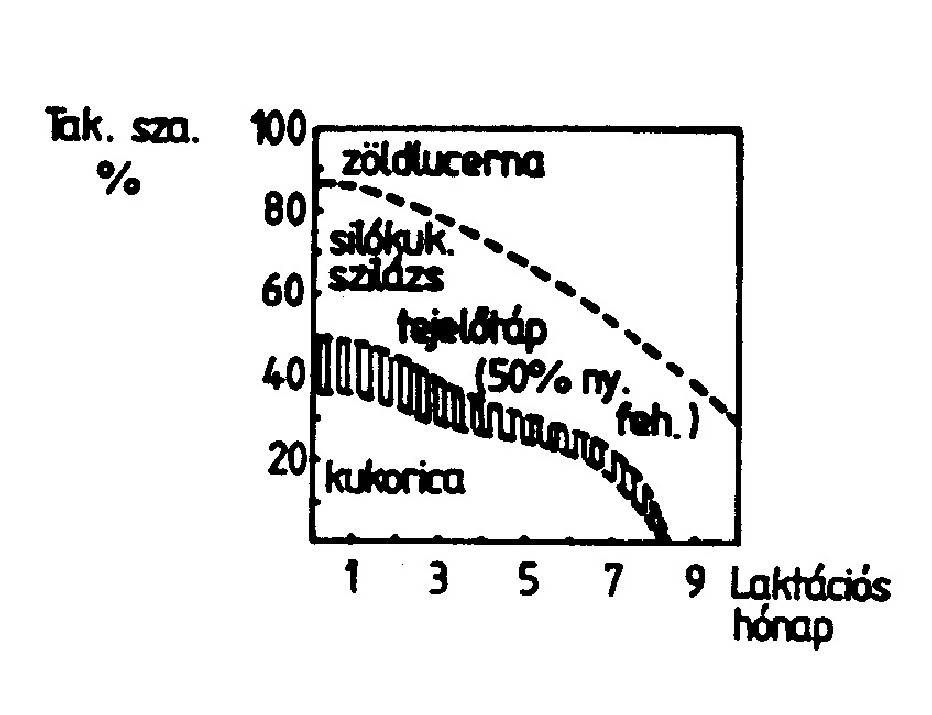 Tak. sza.
%
100
80
60
40
20
zöldlucerna
silókuk.
szilázs
tejelőtáp
(50% ny.
feh.)
kukorica
1 3 5 7 9
Laktációs
hónap